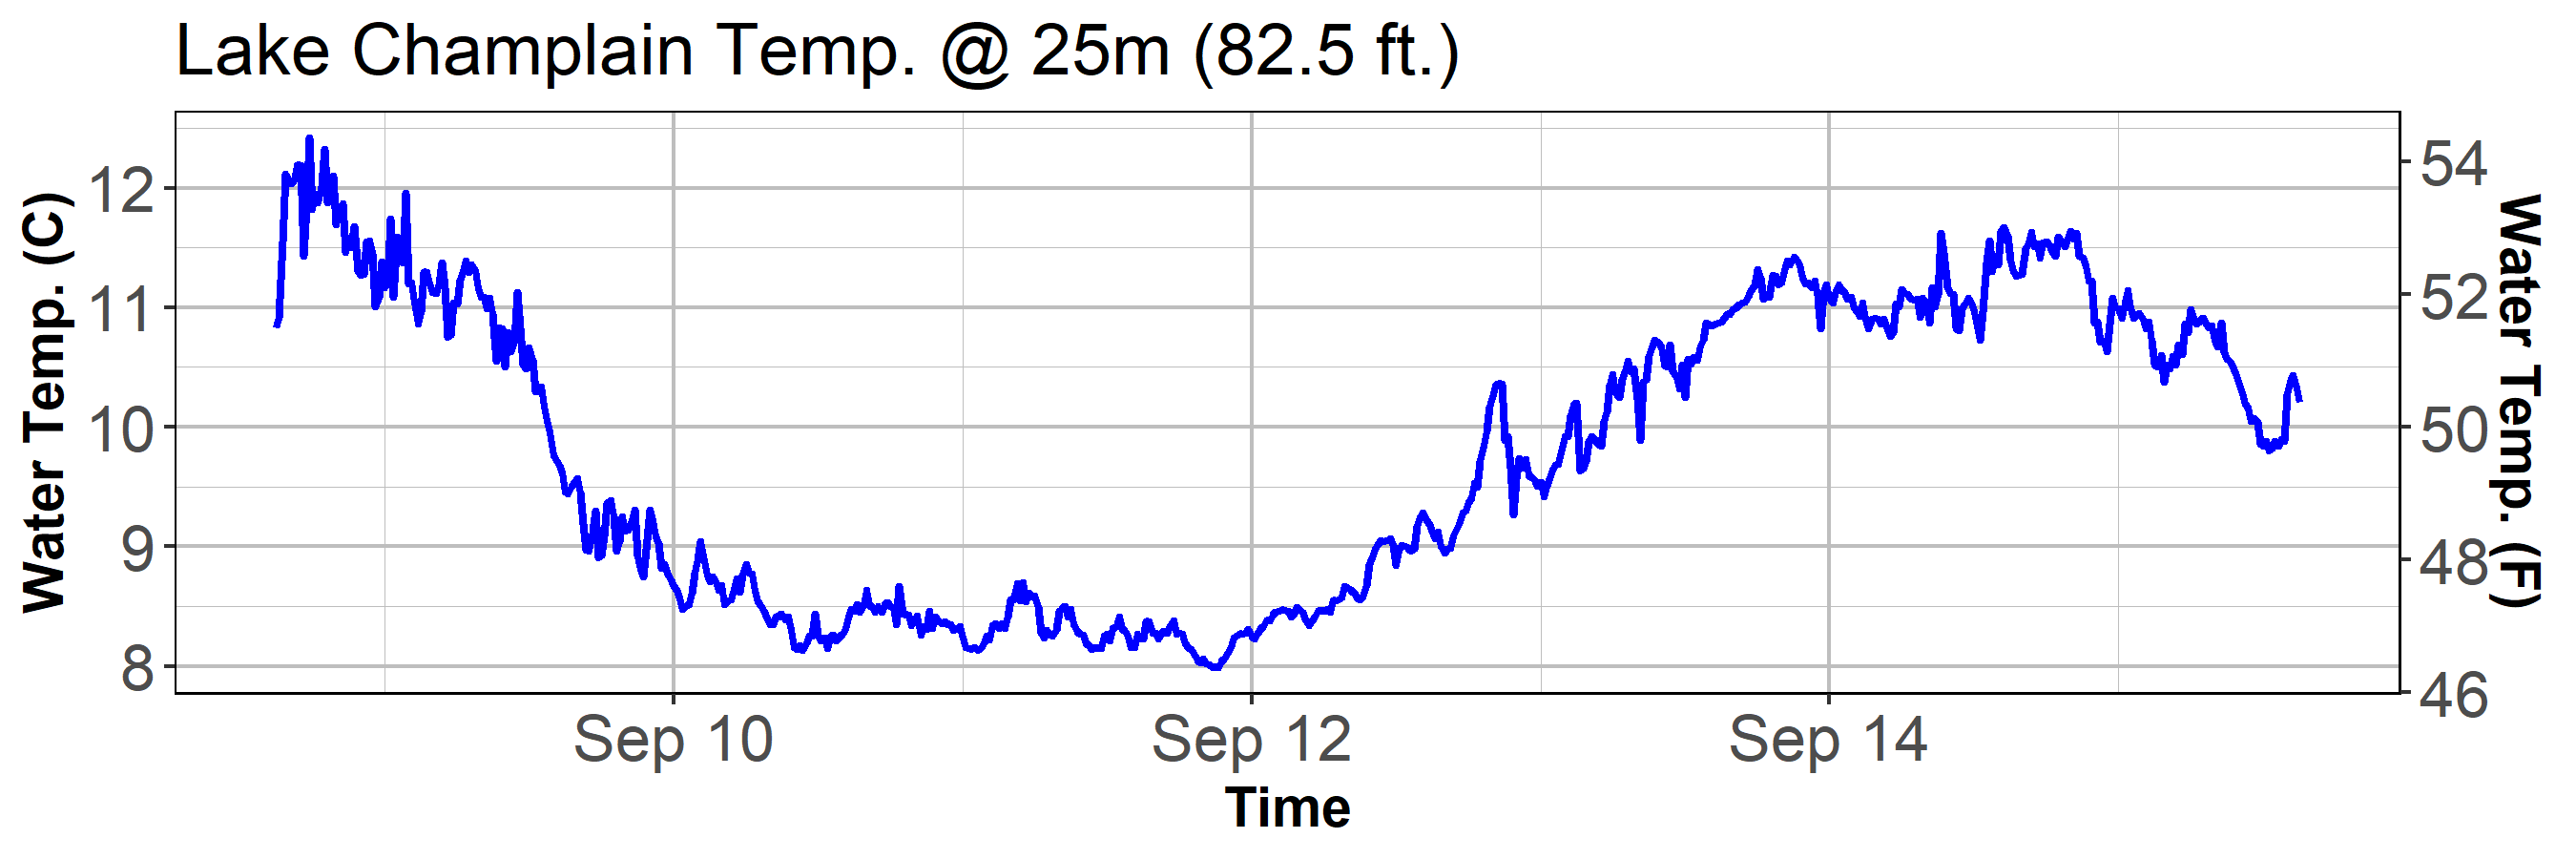 Lake Champlain Temp. @ 25m (82.5 ft.)
Water Temp. (C)
12
11
10
9
8
54
52
50
48
46
Water Temp. (F)
Sep 10
Sep 12
Sep 14
Time